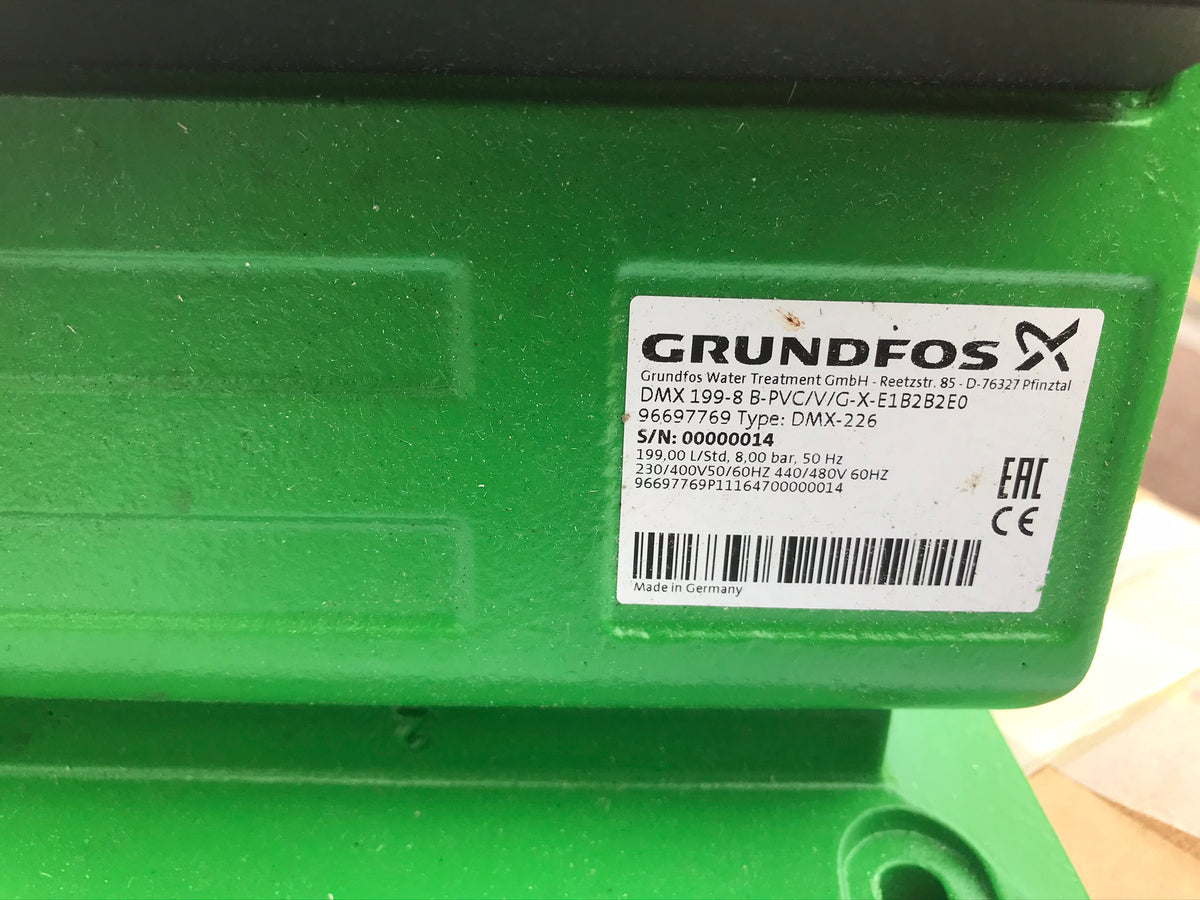 GRUNDFOS
Grundfos Water Treatment GmbH - Reetzstr. 85 - D-76327 Pfinztal
DMX 199-8 B-PVC/V/G-X-E1B2B2E0
96697769 Type: DMX-226
S/N: 00000014
199,00 L/Std, 8,00 bar, 50 Hz
230/400V50/60HZ 440/480V 60HZ
96697769P11164700000014
EAC
CE
Made in Germany